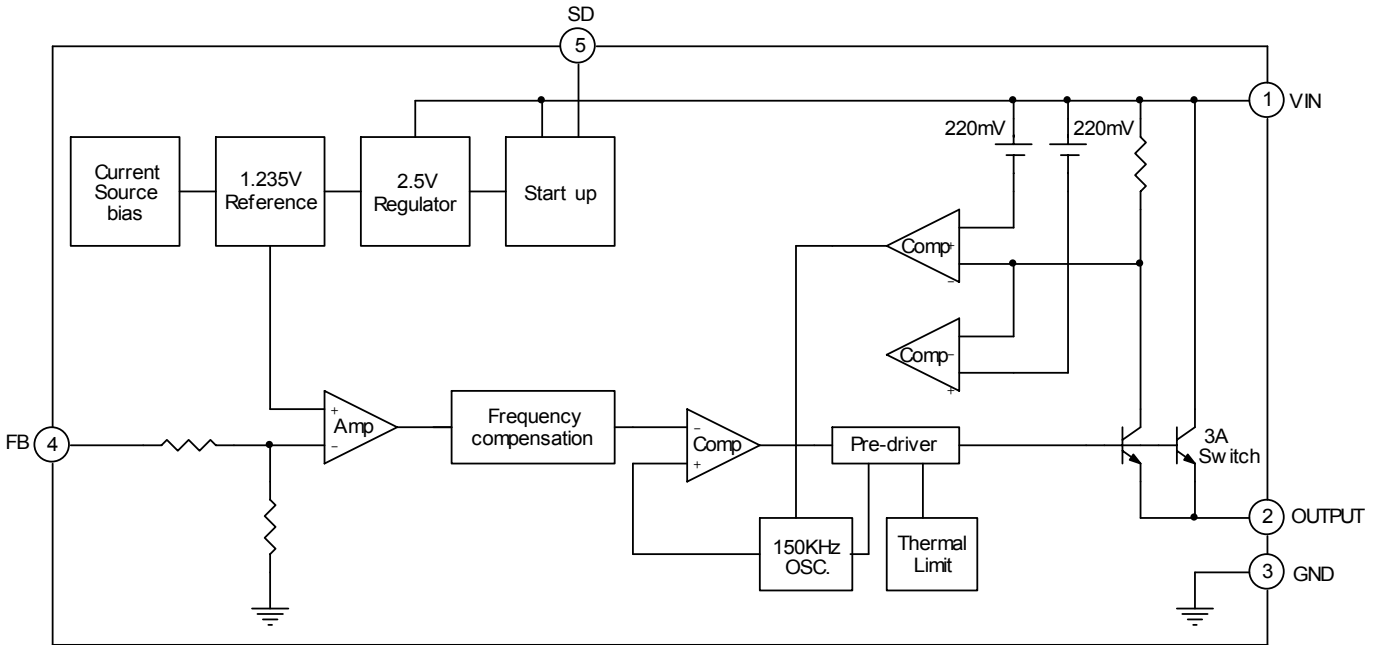 SD
5
1 VIN
220mV 220mV
Current
Source
bias
1.235V
Reference
2.5V
Regulator
Start up
Comp
+
-
Comp
-
+
FB 4
+
Amp
-
Frequency
compensation
-
Comp
+
Pre-driver
3A
Switch
150KHz
OSC.
Thermal
Limit
2 OUTPUT
3 GND